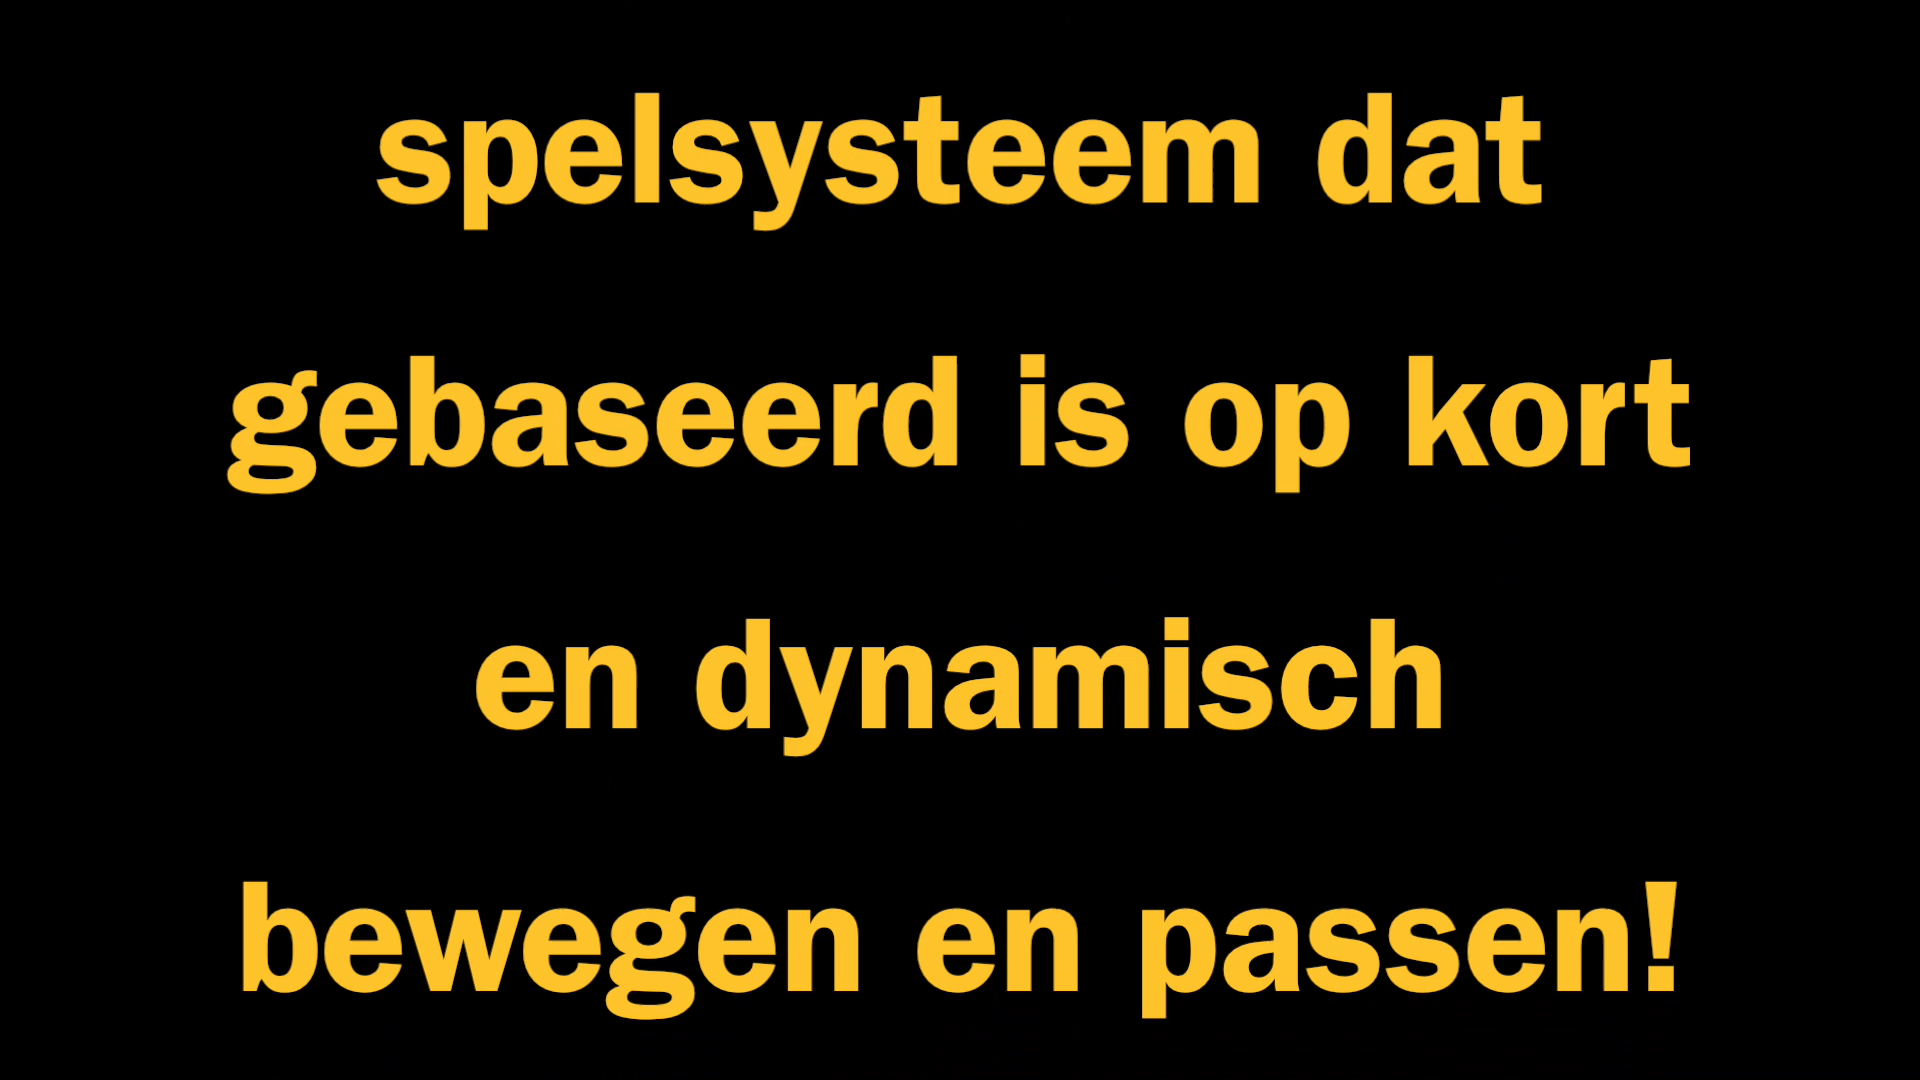 spelsysteem dat
gebaseerd is op kort
en dynamisch
bewegen en passen!